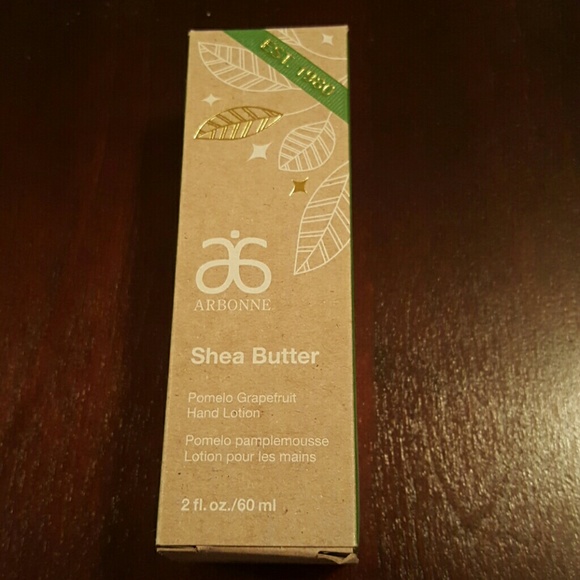 EST. 1980
ARBONNE
Shea Butter
Pomelo Grapefruit
Hand Lotion
Pomelo pamplemousse
Lotion pour les mains
2 fl. oz./60 ml